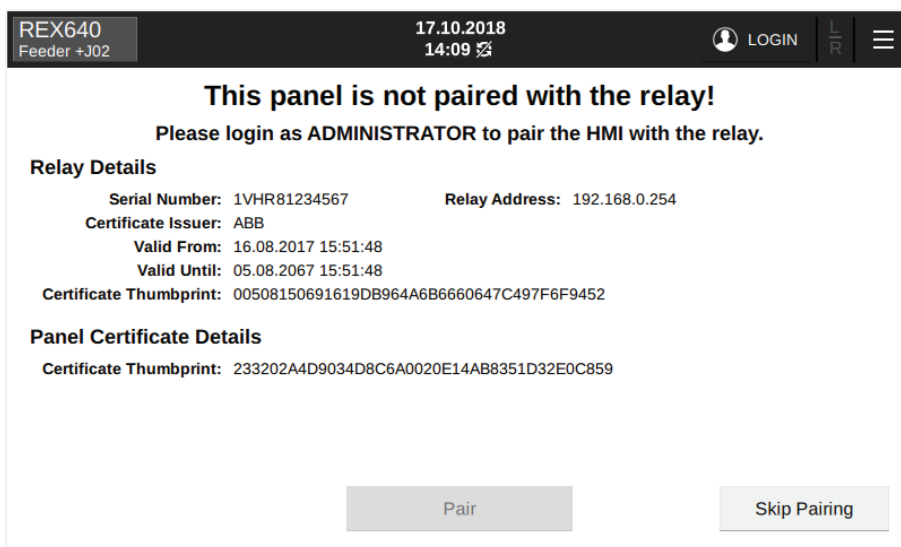 REX640
Feeder +J02
17.10.2018
14:09
LOGIN
L
R
This panel is not paired with the relay!
Please login as ADMINISTRATOR to pair the HMI with the relay.
Relay Details
Serial Number: 1VHR81234567 Relay Address: 192.168.0.254
Certificate Issuer: ABB
Valid From: 16.08.2017 15:51:48
Valid Until: 05.08.2067 15:51:48
Certificate Thumbprint: 00508150691619DB964A6B6660647C497F6F9452
Panel Certificate Details
Certificate Thumbprint: 233202A4D9034D8C6A0020E14AB8351D32E0C859
Pair Skip Pairing